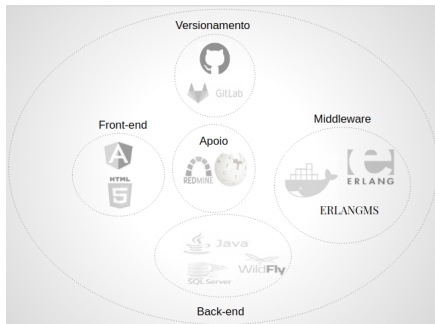 Versionamento
GitLab
Front-end
Apoio
Middleware
HTML
5
REDMINE
ERLANG
ERLANGMS
Java
WildFly
SQL Server
Back-end